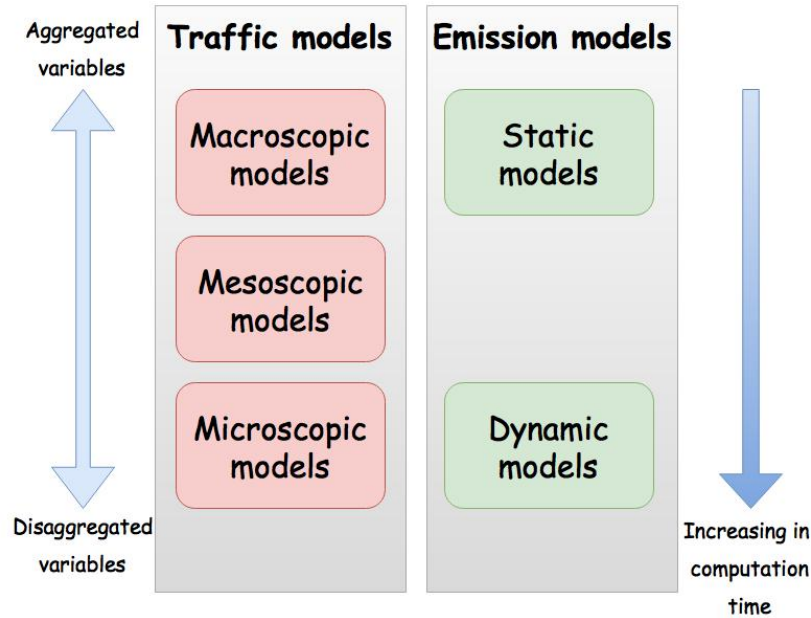 Aggregated
variables
Traffic models
Emission models
Macroscopic
models
Static
models
Mesoscopic
models
Microscopic
models
Dynamic
models
Disaggregated
variables
Increasing in
computation
time